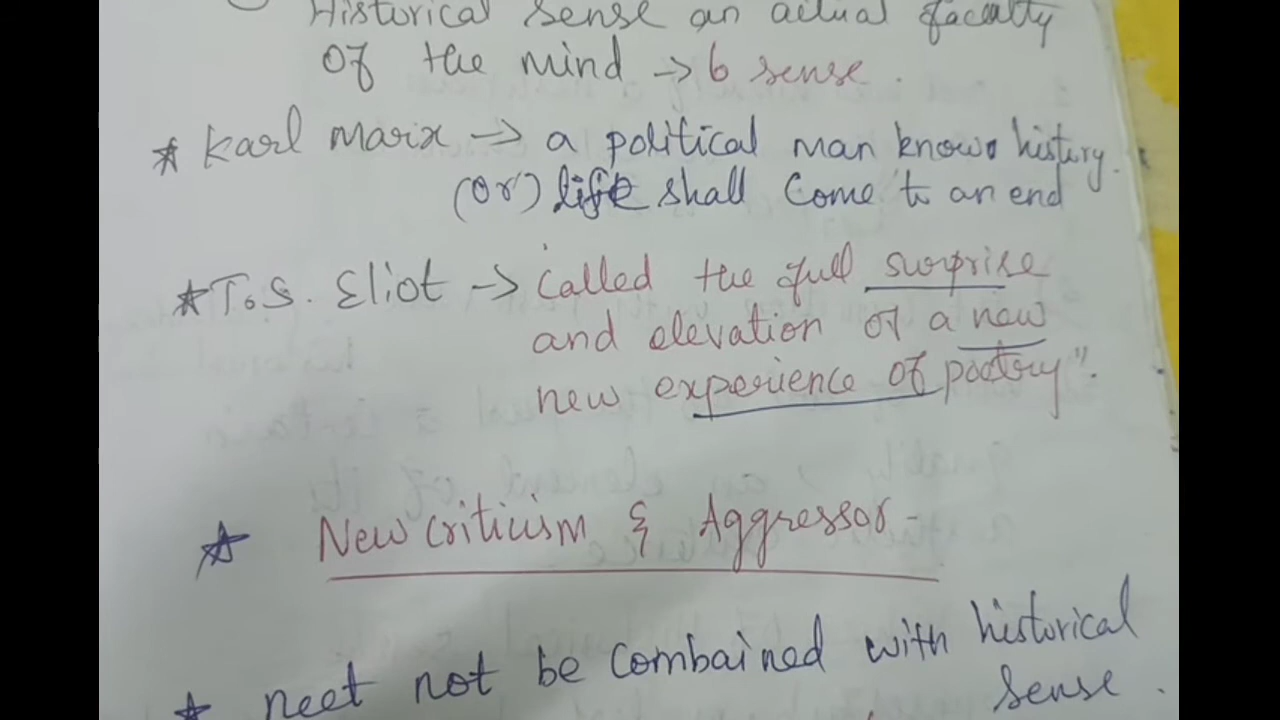 Historical Sense an actual faculty
of the mind → 6 sense.
* Karl Marix → a political man know history.
(or) life shall Come to an end
* T.S. Eliot → called the full surprise
and elevation of a new
new experience of poetry".
* New criticism & Aggressor -
* neet not be Combained with historical
sense.